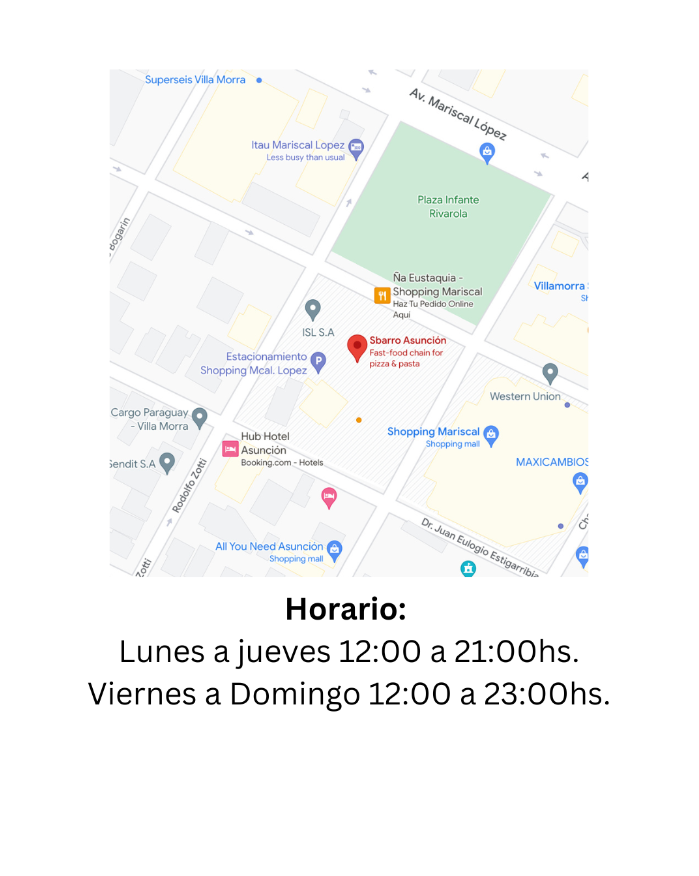 Superseis Villa Morra
Av. Mariscal López
Itau Mariscal Lopez
Less busy than usual
Plaza Infante
Rivarola
Bogarin
Ña Eustaquia -
Shopping Mariscal
Haz Tu Pedido Online
Aqui
Villamorra
ISL S.A
Sbarro Asunción
Fast-food chain for
pizza & pasta
Estacionamiento
Shopping Mcal. Lopez
Western Union
Cargo Paraguay
- Villa Morra
Hub Hotel
Asunción
Booking.com - Hotels
Shopping Mariscal
Shopping mall
Sendit S.A
MAXICAMBIOS
Rodolfo Zotti
Dr. Juan Eulogio Estigarribia
All You Need Asunción
Shopping mall
Zotti
Horario:
Lunes a jueves 12:00 a 21:00hs.
Viernes a Domingo 12:00 a 23:00hs.